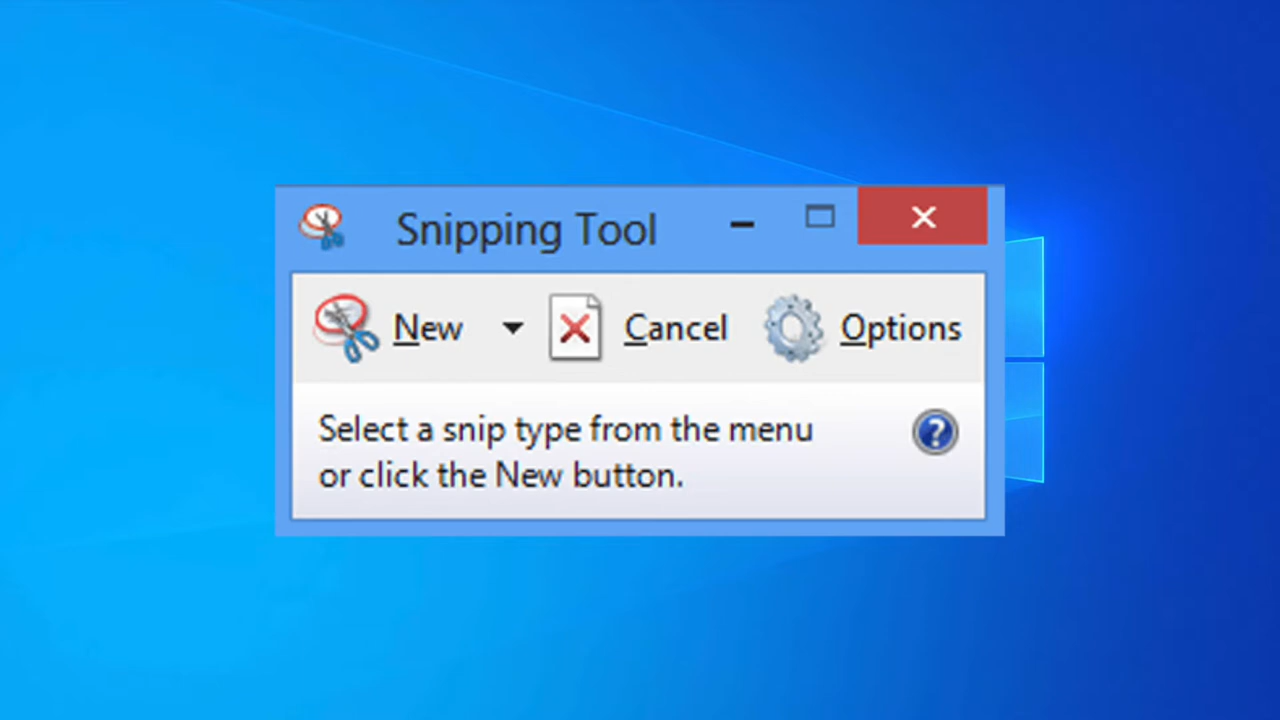 Snipping Tool
New Cancel Options
Select a snip type from the menu
or click the New button.